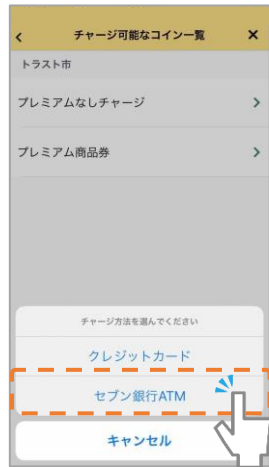 チャージ可能なコイン一覧
トラスト市
プレミアムなしチャージ
プレミアム商品券
チャージ方法を選んでください
クレジットカード
セブン銀行ATM
キャンセル